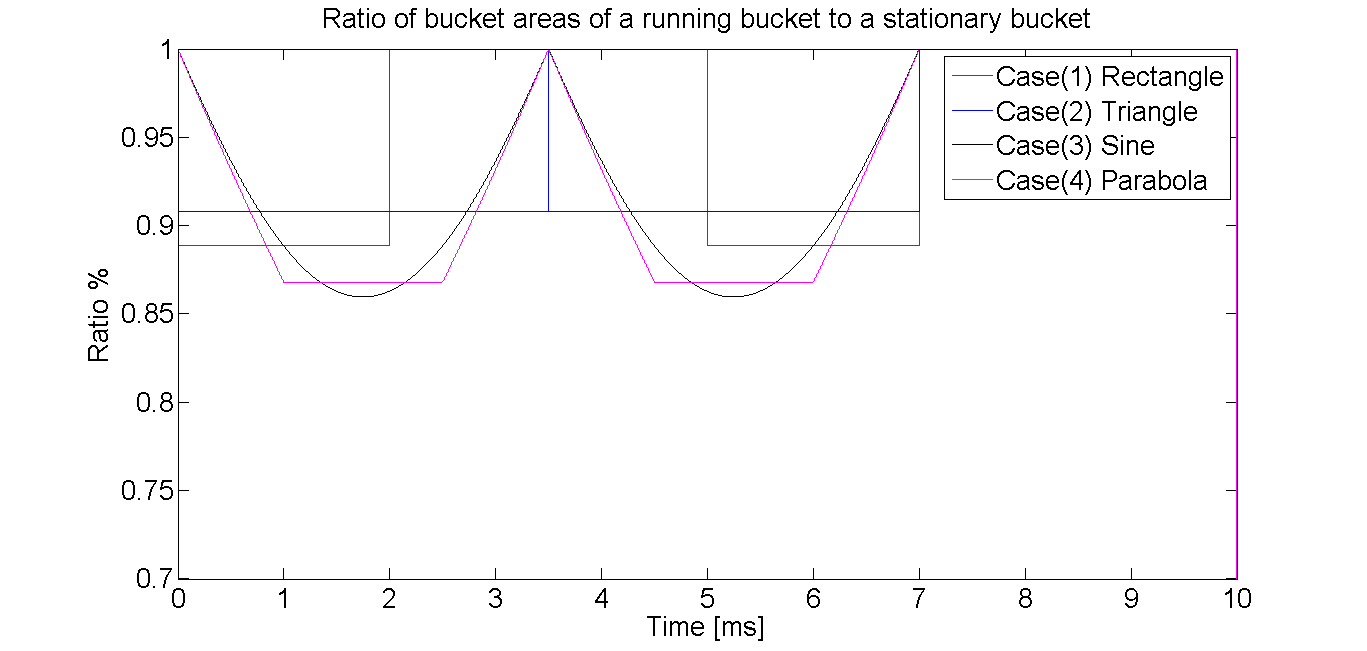 Ratio of bucket areas of a running bucket to a stationary bucket
1
0.95
0.9
0.85
0.8
0.75
0.7
Ratio %
0 1 2 3 4 5 6 7 8 9 10
Time [ms]
Case(1) Rectangle
Case(2) Triangle
Case(3) Sine
Case(4) Parabola